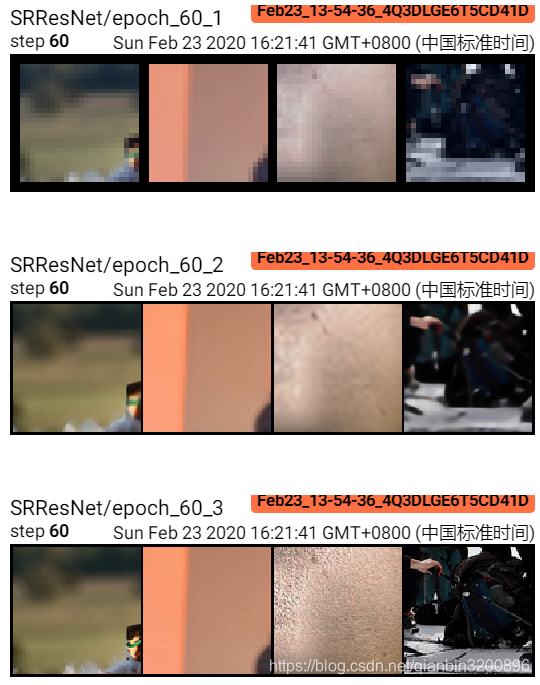 SRResNet/epoch_60_1
Feb23_13-54-36_4Q3DLGE6T5CD41D
step 60
Sun Feb 23 2020 16:21:41 GMT+0800 (中国标准时间)
SRResNet/epoch_60_2
Feb23_13-54-36_4Q3DLGE6T5CD41D
step 60
Sun Feb 23 2020 16:21:41 GMT+0800 (中国标准时间)
SRResNet/epoch_60_3
Feb23_13-54-36_4Q3DLGE6T5CD41D
step 60
Sun Feb 23 2020 16:21:41 GMT+0800 (中国标准时间)
https://blog.csdn.net/qianbin3200896